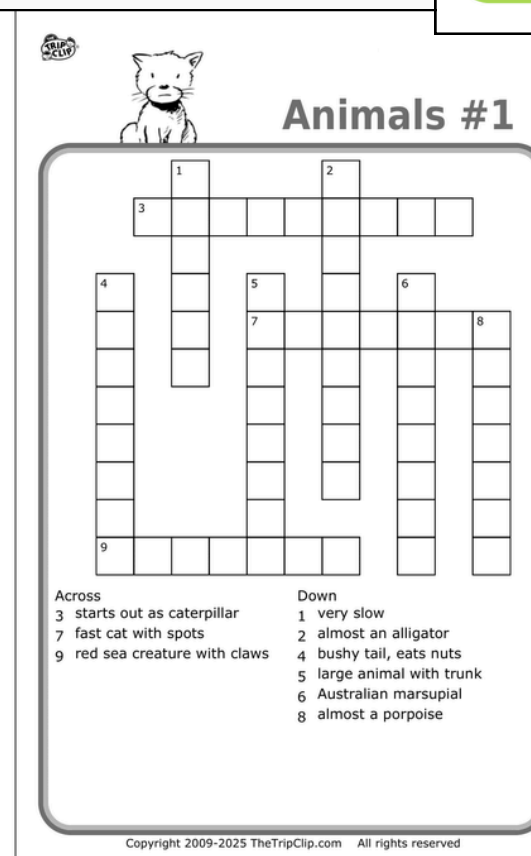 TRIP
CLIP
Animals #1
1
2
3
4
5
6
7
8
9
Across
3 starts out as caterpillar
7 fast cat with spots
9 red sea creature with claws
Down
1 very slow
2 almost an alligator
4 bushy tail, eats nuts
5 large animal with trunk
6 Australian marsupial
8 almost a porpoise
Copyright 2009-2025 TheTripClip.com All rights reserved